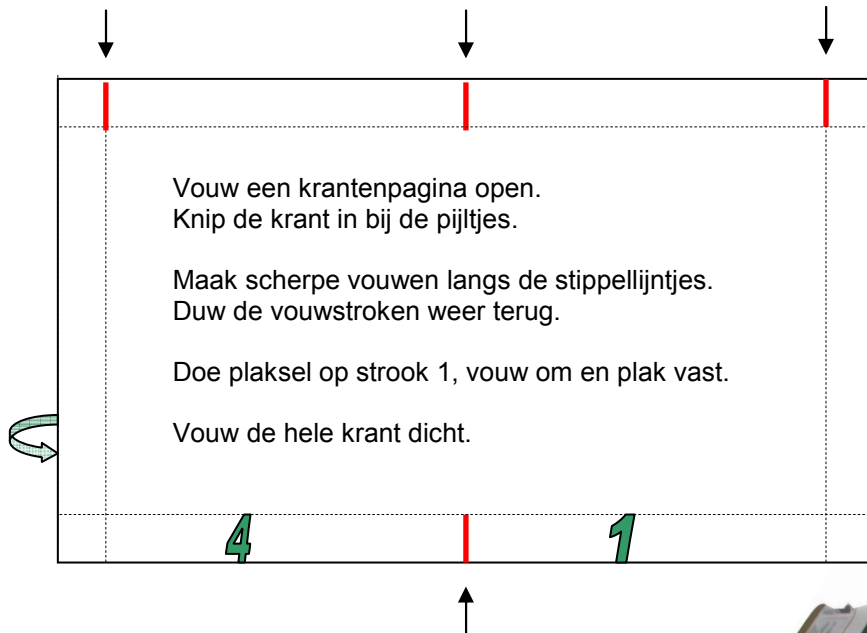 Vouw een krantenpagina open.
Knip de krant in bij de pijltjes.
Maak scherpe vouwen langs de stippellijntjes.
Duw de vouwstroken weer terug.
Doe plaksel op strook 1, vouw om en plak vast.
Vouw de hele krant dicht.
4 1